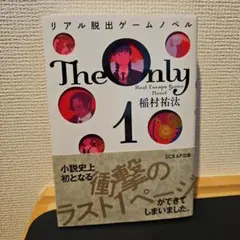 リアル脱出ゲームノベル
The Only
Real Escape Game
Novel
1
稲村祐汰
SCRAP出版
小説史上
初となる
衝撃の
ラスト1ページ
ができて
しまいました。